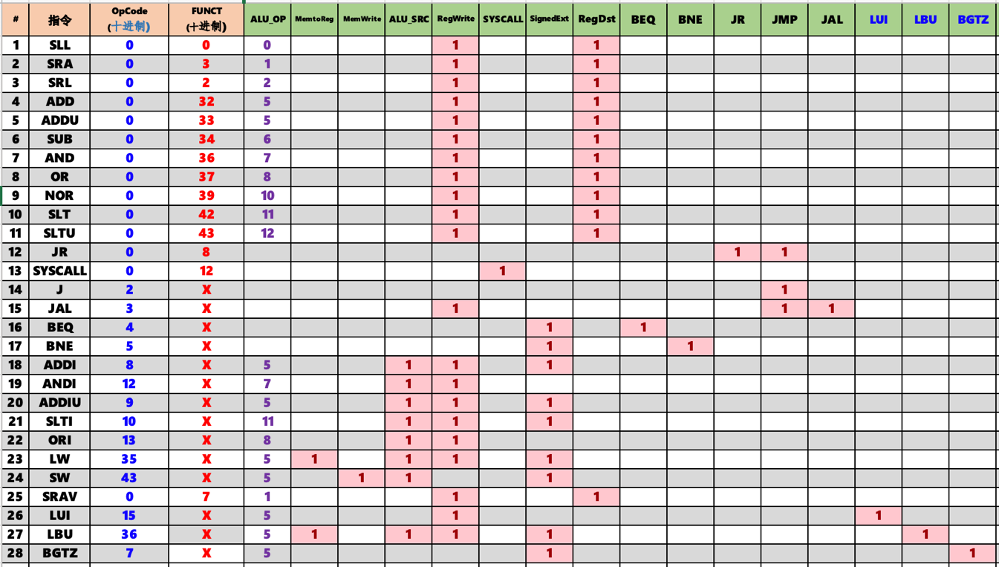 # 指令 OpCode (十进制) FUNCT (十进制) ALU_OP MemtoReg MemWrite ALU_SRC RegWrite SYSCALL SignedExt RegDst BEQ BNE JR JMP JAL LUI LBU BGTZ
1 SLL 0 0 0 1 1
2 SRA 0 3 1 1 1
3 SRL 0 2 2 1 1
4 ADD 0 32 5 1 1
5 ADDU 0 33 5 1 1
6 SUB 0 34 6 1 1
7 AND 0 36 7 1 1
8 OR 0 37 8 1 1
9 NOR 0 39 10 1 1
10 SLT 0 42 11 1 1
11 SLTU 0 43 12 1 1
12 JR 0 8 1 1
13 SYSCALL 0 12 1
14 J 2 X 1
15 JAL 3 X 1 1 1
16 BEQ 4 X 1 1
17 BNE 5 X 1 1
18 ADDI 8 X 5 1 1 1
19 ANDI 12 X 7 1 1
20 ADDIU 9 X 5 1 1 1
21 SLTI 10 X 11 1 1 1
22 ORI 13 X 8 1 1
23 LW 35 X 5 1 1 1 1
24 SW 43 X 5 1 1 1
25 SRAV 0 7 1 1 1
26 LUI 15 X 5 1 1
27 LBU 36 X 5 1 1 1 1 1
28 BGTZ 7 X 5 1 1